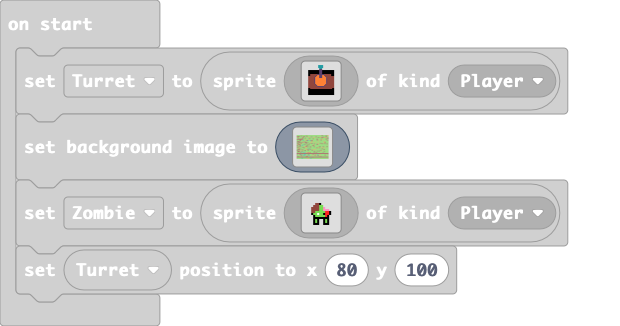 on start
set Turret to sprite of kind Player
set background image to
set Zombie to sprite of kind Player
set Turret position to x 80 y 100